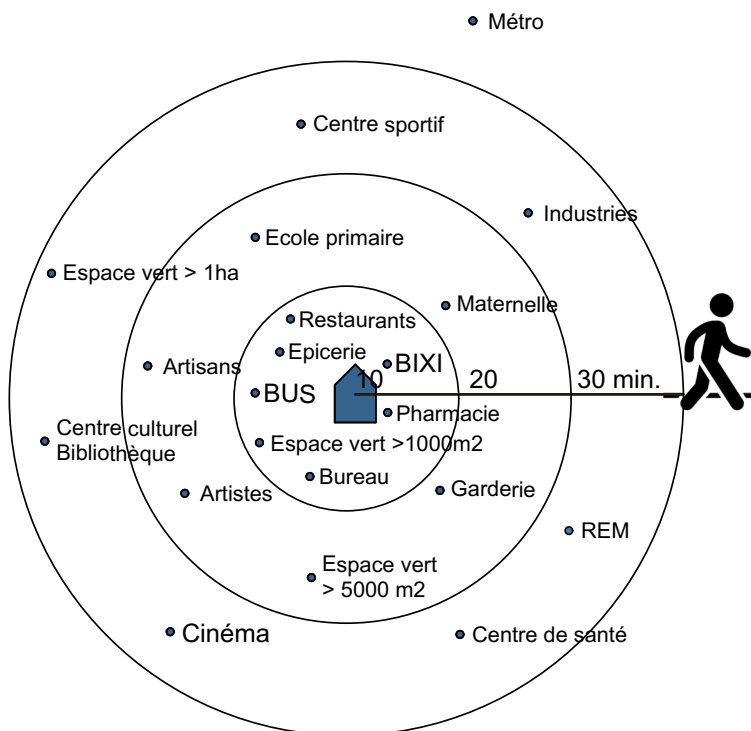 Métro
Centre sportif
Industries
Ecole primaire
Espace vert > 1ha
Maternelle
Restaurants
Epicerie
BIXI
Artisans
10 20 30 min.
BUS
Pharmacie
Centre culturel
Bibliothèque
Espace vert >1000m2
Bureau
Garderie
Artistes
REM
Espace vert
> 5000 m2
Cinéma
Centre de santé